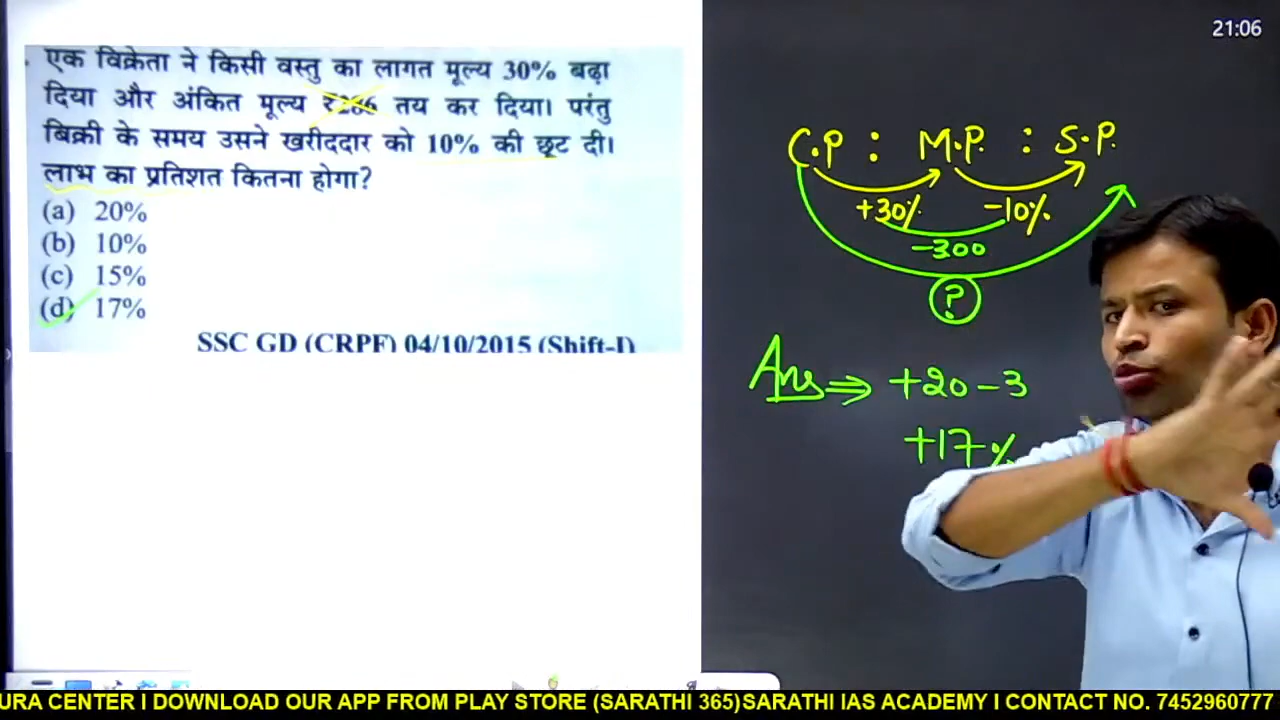 21:06
एक विक्रेता ने किसी वस्तु का लागत मूल्य 30% बढ़ा
दिया और अंकित मूल्य ₹286 तय कर दिया। परंतु
बिक्री के समय उसने खरीददार को 10% की छूट दी।
लाभ का प्रतिशत कितना होगा?
(a) 20%
(b) 10%
(c) 15%
(d) 17%
SSC GD (CRPF) 04/10/2015 (Shift-I)
C.P : M.P. : S.P.
+30% -10%
-300
?
Ans ⇒ +20-3
+17%
URA CENTER I DOWNLOAD OUR APP FROM PLAY STORE (SARATHI 365)SARATHI IAS ACADEMY I CONTACT NO. 7452960777